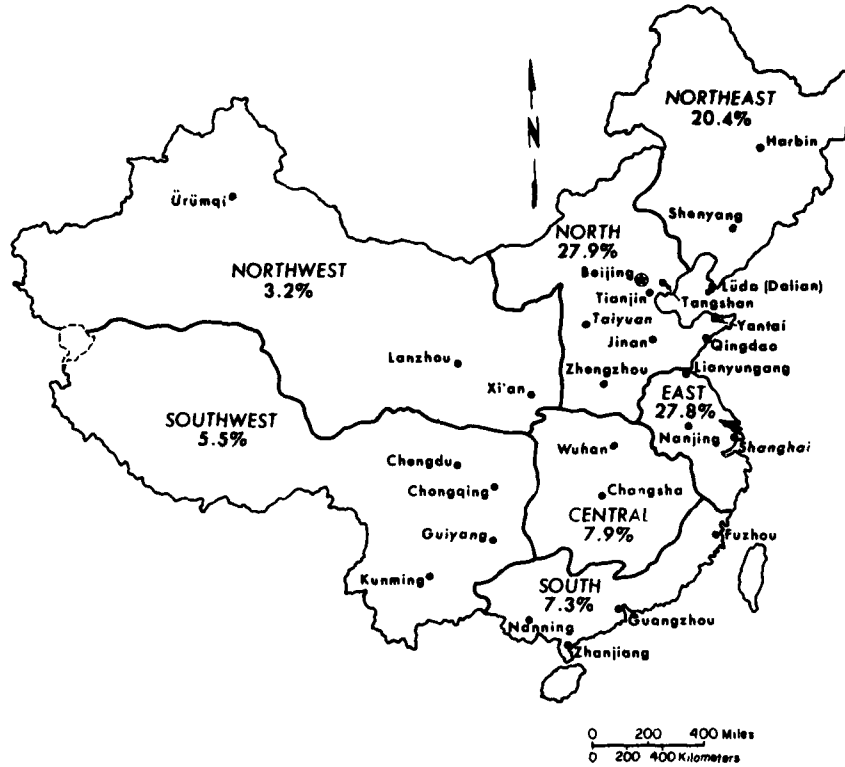 NORTHEAST
20.4%
Harbin
N
Ürümqi
Shenyang
NORTH
27.9%
NORTHWEST
3.2%
Beijing
Lüda (Dalian)
Tianjin
Tangshan
Taiyuan
Yantai
Jinan
Qingdao
Lanzhou
Zhengzhou
Lianyungang
Xi'an
EAST
27.8%
SOUTHWEST
5.5%
Nanjing
Shanghai
Wuhan
Chengdu
Chongqing
Changsha
CENTRAL
7.9%
Guiyang
Fuzhou
Kunming
SOUTH
7.3%
Nanning
Guangzhou
Zhanjiang
0 200 400 Miles
0 200 400 Kilometers